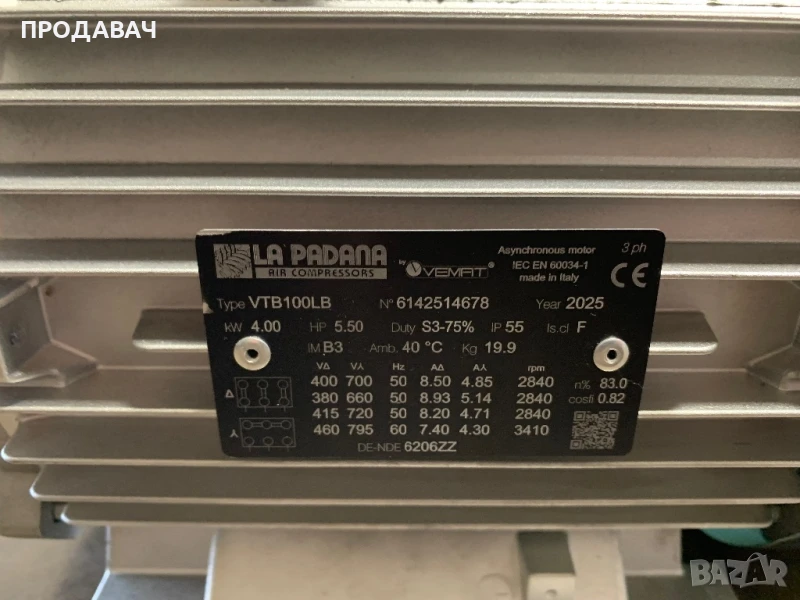 ПРОДАВАЧ
LA PADANA
AIR COMPRESSORS
by VEMAT®
Asynchronous motor
IEC EN 60034-1
made in Italy
3 ph
CE
Type VTB100LB N° 6142514678 Year 2025
kW 4.00 HP 5.50 Duty S3-75% IP 55 Is.cl F
IM B3 Amb. 40 °C Kg 19.9
VΔ V⅄ Hz AΔ A⅄ rpm
400 700 50 8.50 4.85 2840 n% 83.0
380 660 50 8.93 5.14 2840 cosfi 0.82
415 720 50 8.20 4.71 2840
460 795 60 7.40 4.30 3410
Δ
⅄
DE-NDE 6206ZZ
BAZAR